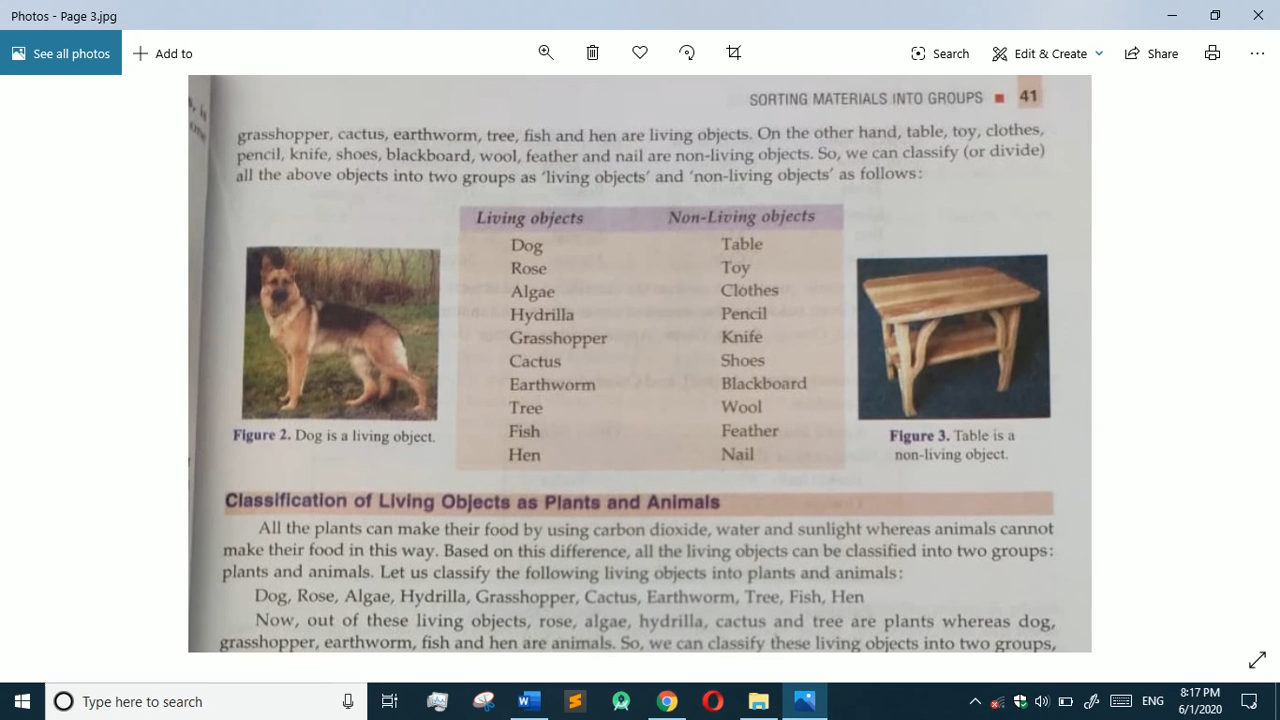 Photos - Page 3.jpg
See all photos
Add to
Search
Edit & Create
Share
SORTING MATERIALS INTO GROUPS ■ 41
grasshopper, cactus, earthworm, tree, fish and hen are living objects. On the other hand, table, toy, clothes,
pencil, knife, shoes, blackboard, wool, feather and nail are non-living objects. So, we can classify (or divide)
all the above objects into two groups as 'living objects' and 'non-living objects' as follows:
Living objects Non-Living objects
Dog Table
Rose Toy
Algae Clothes
Hydrilla Pencil
Grasshopper Knife
Cactus Shoes
Earthworm Blackboard
Tree Wool
Fish Feather
Hen Nail
Figure 2. Dog is a living object.
Figure 3. Table is a
non-living object.
Classification of Living Objects as Plants and Animals
All the plants can make their food by using carbon dioxide, water and sunlight whereas animals cannot
make their food in this way. Based on this difference, all the living objects can be classified into two groups:
plants and animals. Let us classify the following living objects into plants and animals:
Dog, Rose, Algae, Hydrilla, Grasshopper, Cactus, Earthworm, Tree, Fish, Hen
Now, out of these living objects, rose, algae, hydrilla, cactus and tree are plants whereas dog,
grasshopper, earthworm, fish and hen are animals. So, we can classify these living objects into two groups,
Type here to search
ENG
8:17 PM
6/1/2020